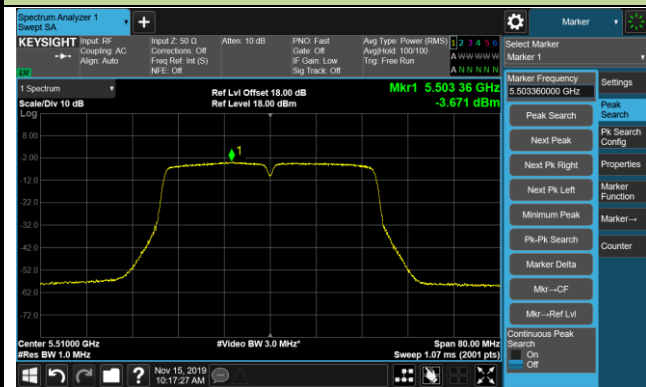 Spectrum Analyzer 1
Swept SA
KEYSIGHT
Input: RF
Coupling: AC
Align: Auto
Input Z: 50 Ω
Corrections: Off
Freq Ref: Int (S)
NFE: Off
Atten: 10 dB
PNO: Fast
Gate: Off
IF Gain: Low
Sig Track: Off
Avg Type: Power (RMS)
Avg|Hold: 100/100
Trig: Free Run
1 2 3 4 5 6
A W W W W W
A N N N N N
LV
1 Spectrum
Scale/Div 10 dB
Ref Lvl Offset 18.00 dB
Ref Level 18.00 dBm
Mkr1 5.503 36 GHz
-3.671 dBm
Log
1
8.00
-2.00
-12.0
-22.0
-32.0
-42.0
-52.0
-62.0
-72.0
Center 5.51000 GHz
#Res BW 1.0 MHz
#Video BW 3.0 MHz*
Span 80.00 MHz
Sweep 1.07 ms (2001 pts)
Nov 15, 2019
10:17:27 AM
Marker
Select Marker
Marker 1
Marker Frequency
5.503360000 GHz
Peak Search
Next Peak
Next Pk Right
Next Pk Left
Minimum Peak
Pk-Pk Search
Marker Delta
Mkr→CF
Mkr→Ref Lvl
Continuous Peak
Search
On
Off
Settings
Peak
Search
Pk Search
Config
Properties
Marker
Function
Marker→
Counter